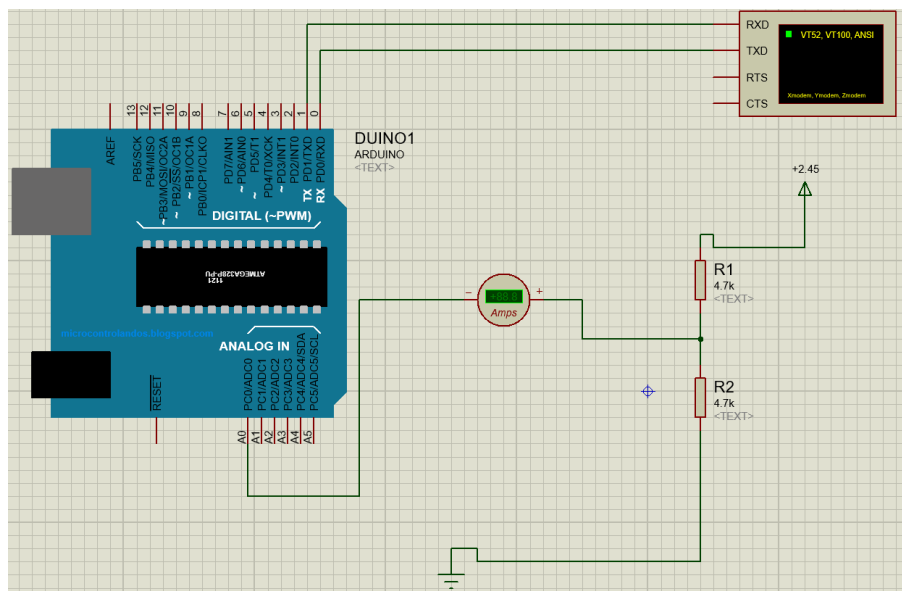 RXD
TXD
RTS
CTS
VT52, VT100, ANSI
Xmodem, Ymodem, Zmodem
AREF
13
12
11
10
9
8
7
6
5
4
3
2
1
0
PB5/SCK
PB4/MISO
~PB3/MOSI/OC2A
~PB2/SS/OC1B
~PB1/OC1A
PB0/ICP1/CLKO
PD7/AIN1
~PD6/AIN0
~PD5/T1
PD4/T0/XCK
~PD3/INT1
PD2/INT0
TX PD1/TXD
RX PD0/RXD
DUINO1
ARDUINO
<TEXT>
DIGITAL (~PWM)
1121
ATMEGA328P-PU
microcontrolandos.blogspot.com
ANALOG IN
RESET
PC0/ADC0
PC1/ADC1
PC2/ADC2
PC3/ADC3
PC4/ADC4/SDA
PC5/ADC5/SCL
A0
A1
A2
A3
A4
A5
+88.8
Amps
–
+
+2.45
R1
4.7k
<TEXT>
R2
4.7k
<TEXT>